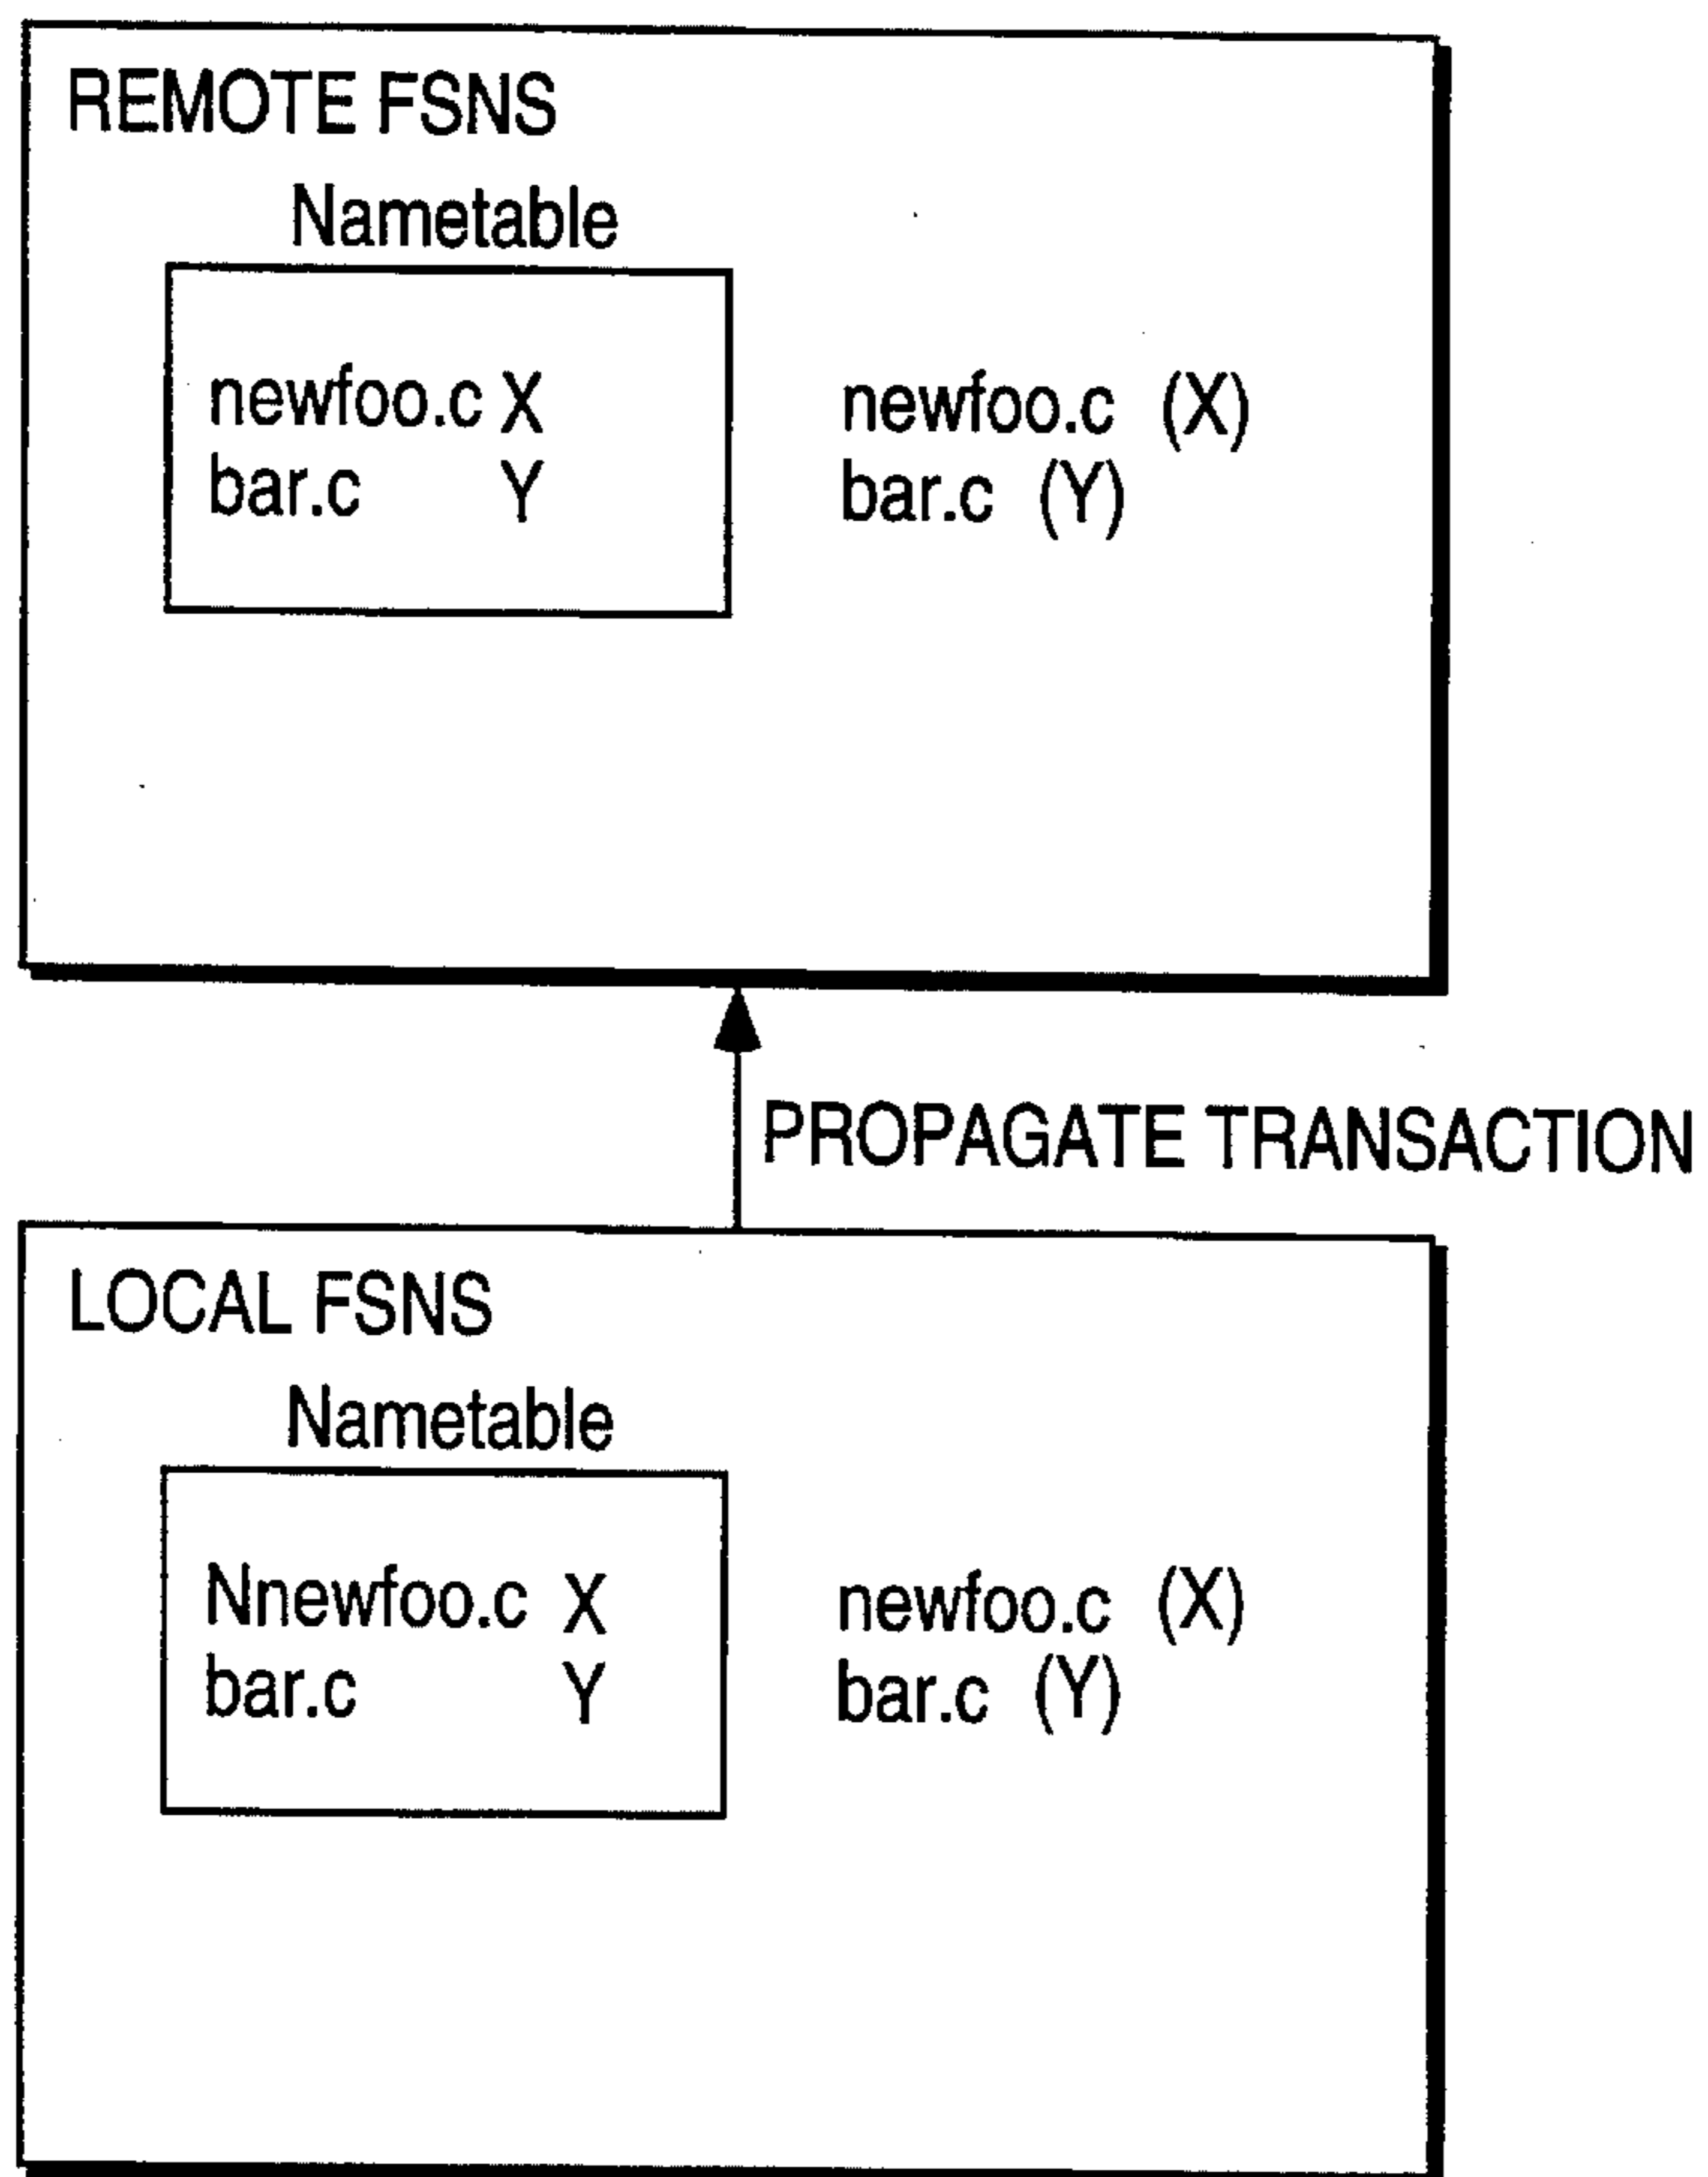 REMOTE FSNS
Nametable
newfoo.c X newfoo.c (X)
bar.c Y bar.c (Y)
PROPAGATE TRANSACTION
LOCAL FSNS
Nametable
Nnewfoo.c X newfoo.c (X)
bar.c Y bar.c (Y)